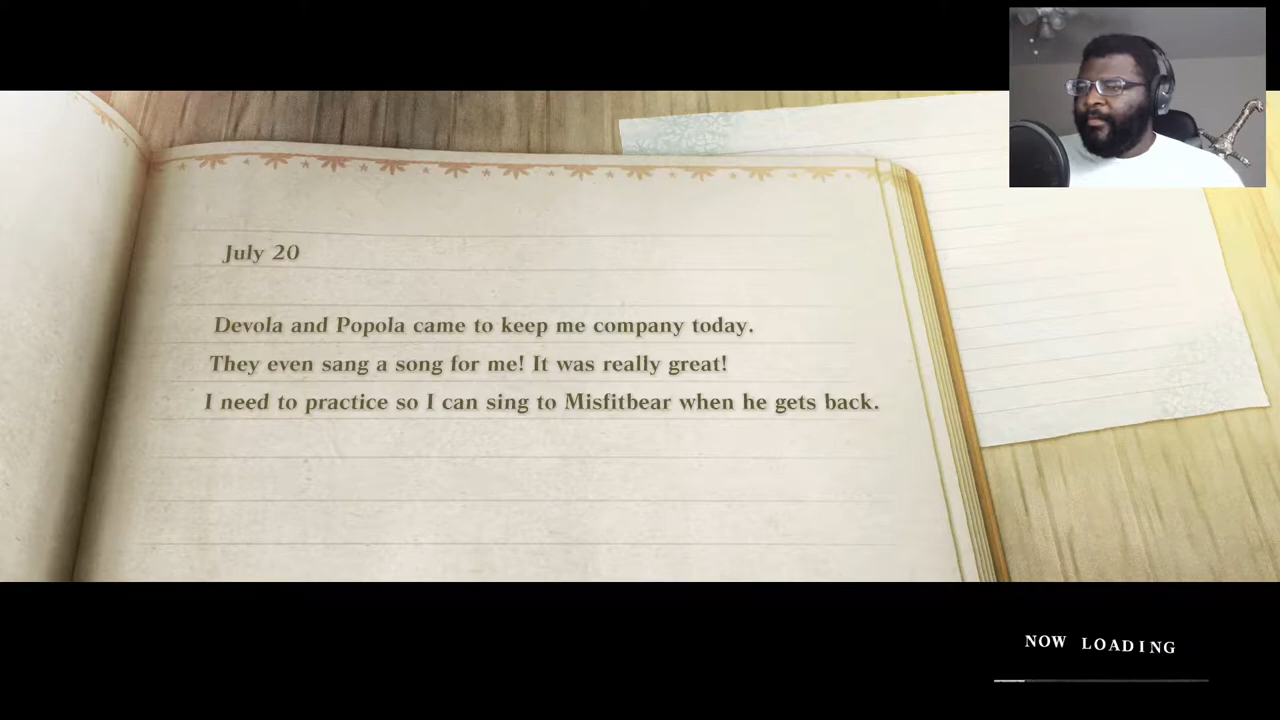 July 20
Devola and Popola came to keep me company today.
They even sang a song for me! It was really great!
I need to practice so I can sing to Misfitbear when he gets back.
NOW LOADING